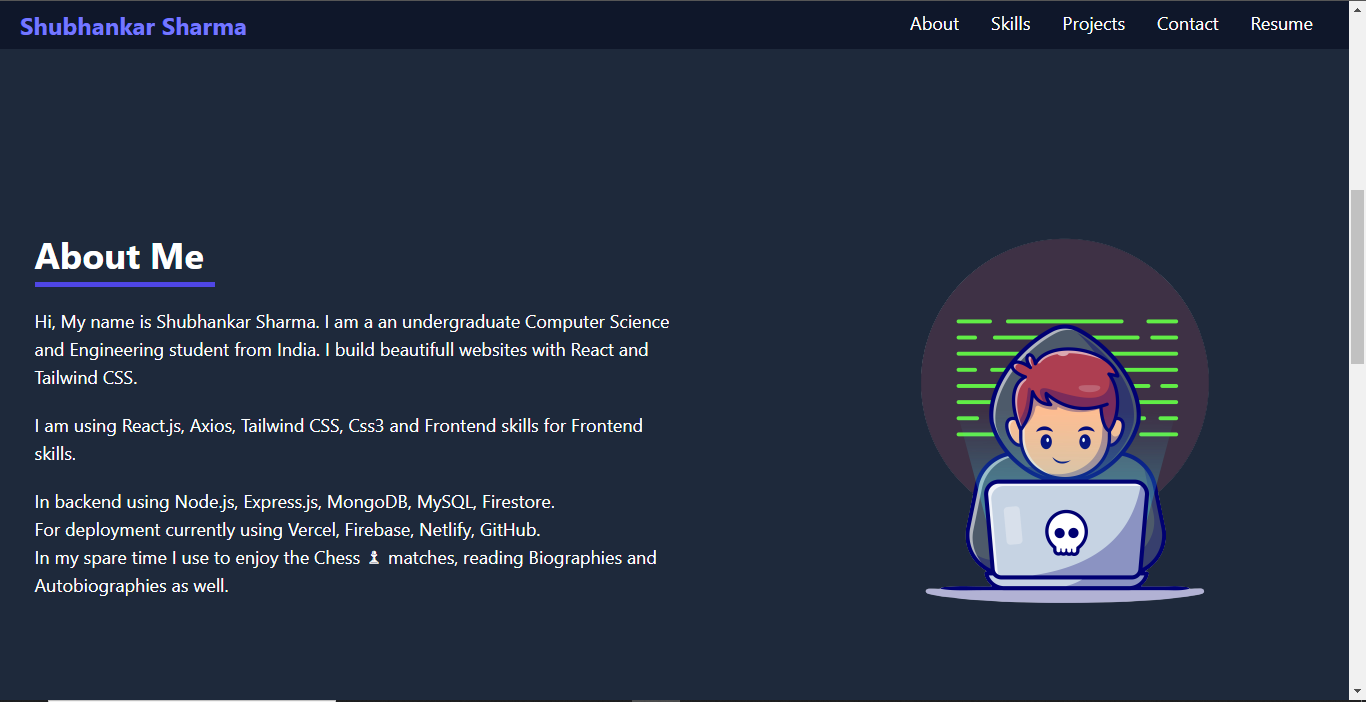 Shubhankar Sharma
About Skills Projects Contact Resume
About Me
Hi, My name is Shubhankar Sharma. I am a an undergraduate Computer Science
and Engineering student from India. I build beautifull websites with React and
Tailwind CSS.
I am using React.js, Axios, Tailwind CSS, Css3 and Frontend skills for Frontend
skills.
In backend using Node.js, Express.js, MongoDB, MySQL, Firestore.
For deployment currently using Vercel, Firebase, Netlify, GitHub.
In my spare time I use to enjoy the Chess ♟ matches, reading Biographies and
Autobiographies as well.